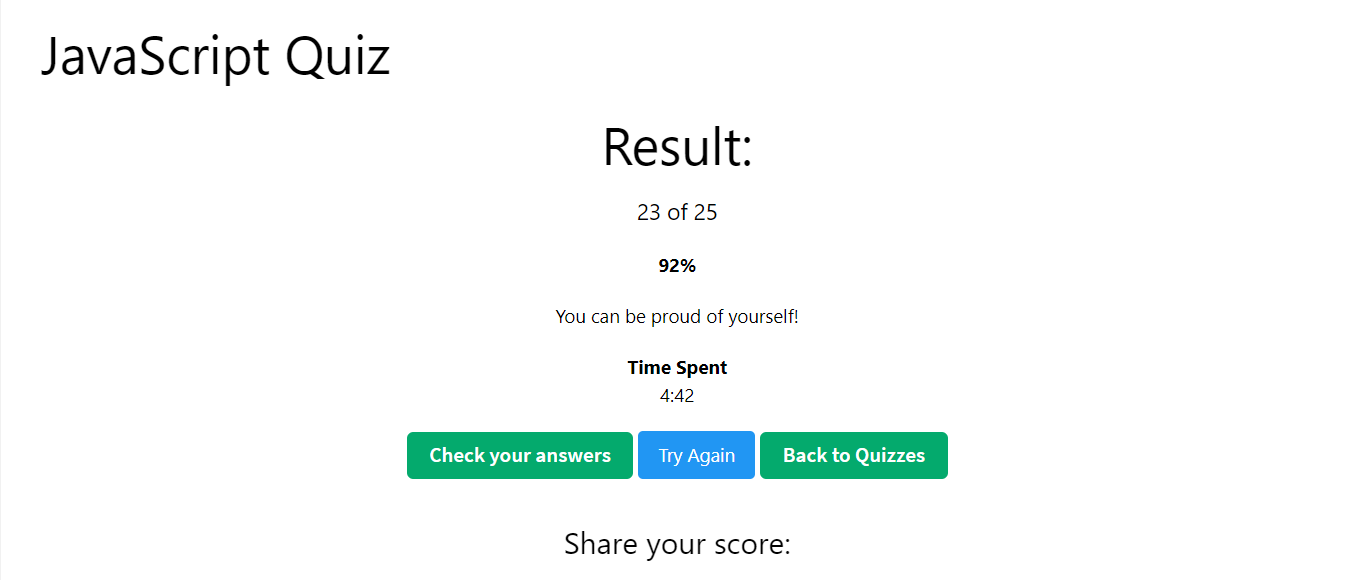 JavaScript Quiz
Result:
23 of 25
92%
You can be proud of yourself!
Time Spent
4:42
Check your answers Try Again Back to Quizzes
Share your score: